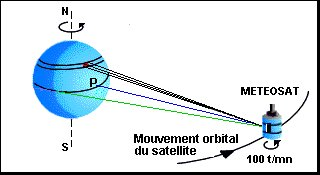 N
P
METEOSAT
Mouvement orbital
du satellite
S
100 t/mn